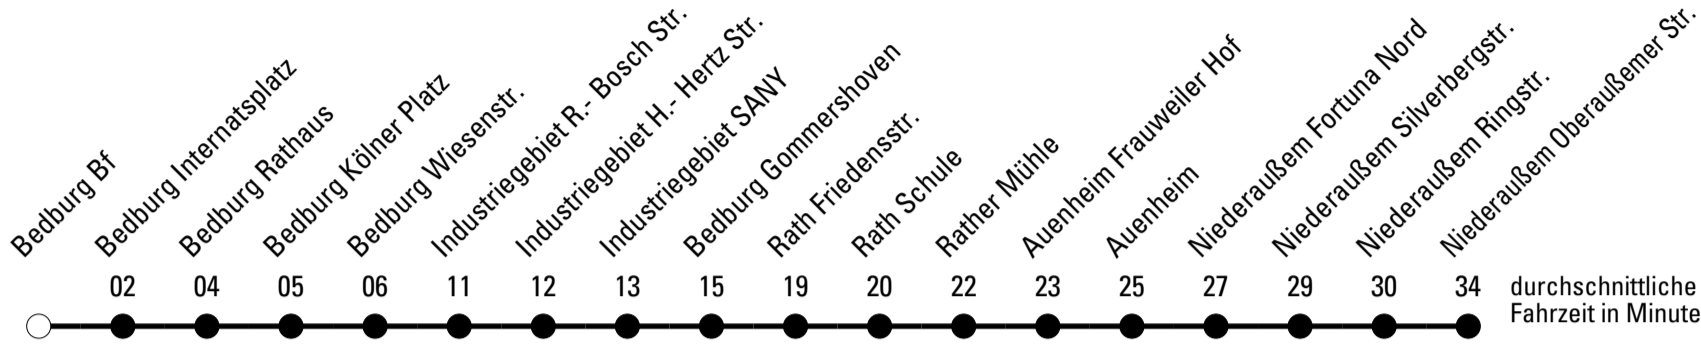 Bedburg Bf
Bedburg Internatsplatz
Bedburg Rathaus
Bedburg Kölner Platz
Bedburg Wiesenstr.
Industriegebiet R.- Bosch Str.
Industriegebiet H.- Hertz Str.
Industriegebiet SANY
Bedburg Gommershoven
Rath Friedensstr.
Rath Schule
Rather Mühle
Auenheim Frauweiler Hof
Auenheim
Niederaußem Fortuna Nord
Niederaußem Silverbergstr.
Niederaußem Ringstr.
Niederaußem Oberaußemer Str.
02 04 05 06 11 12 13 15 19 20 22 23 25 27 29 30 34 durchschnittliche
Fahrzeit in Minute